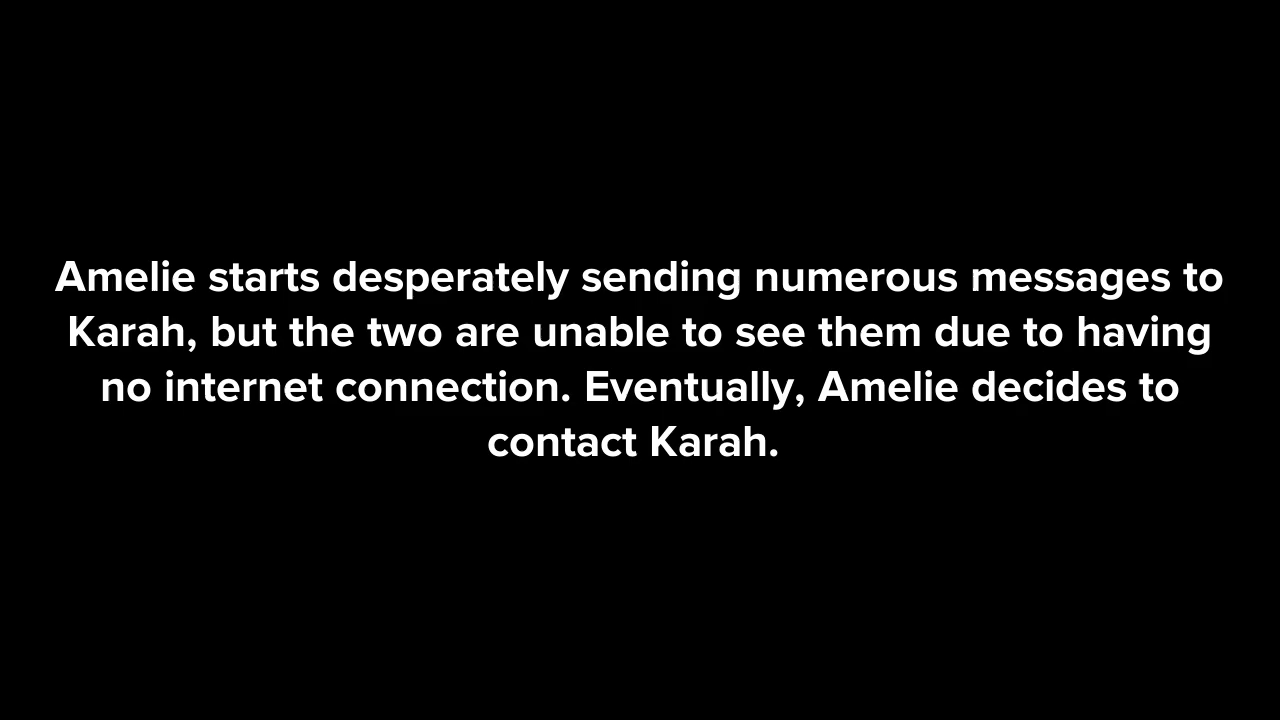 Amelie starts desperately sending numerous messages to
Karah, but the two are unable to see them due to having
no internet connection. Eventually, Amelie decides to
contact Karah.